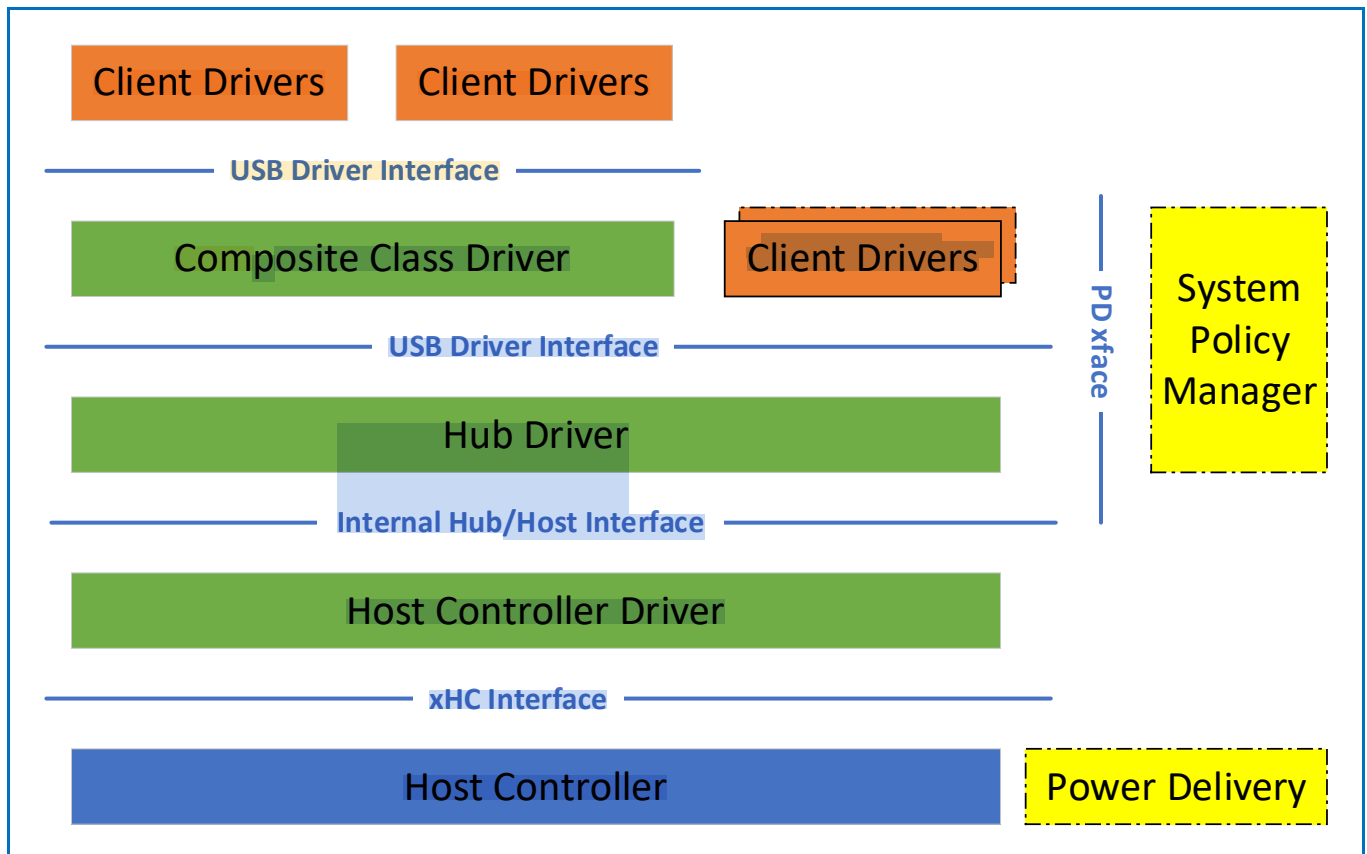 Client Drivers
Client Drivers
USB Driver Interface
Composite Class Driver
Client Drivers
PD xface
System
Policy
Manager
USB Driver Interface
Hub Driver
Internal Hub/Host Interface
Host Controller Driver
xHC Interface
Host Controller
Power Delivery